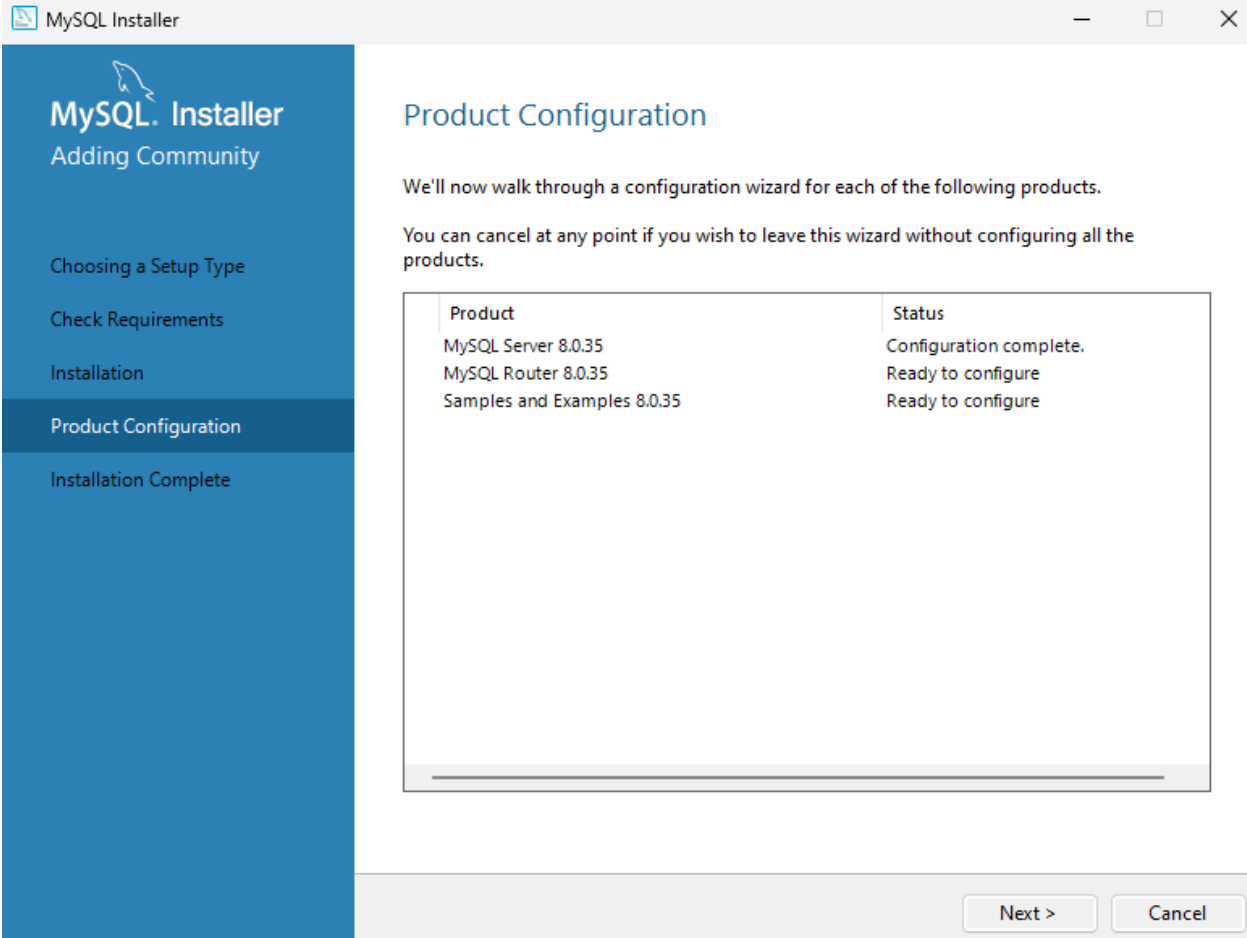 MySQL Installer
MySQL. Installer
Adding Community
Choosing a Setup Type
Check Requirements
Installation
Product Configuration
Installation Complete
Product Configuration
We'll now walk through a configuration wizard for each of the following products.
You can cancel at any point if you wish to leave this wizard without configuring all the
products.
Product Status
MySQL Server 8.0.35 Configuration complete.
MySQL Router 8.0.35 Ready to configure
Samples and Examples 8.0.35 Ready to configure
Next > Cancel